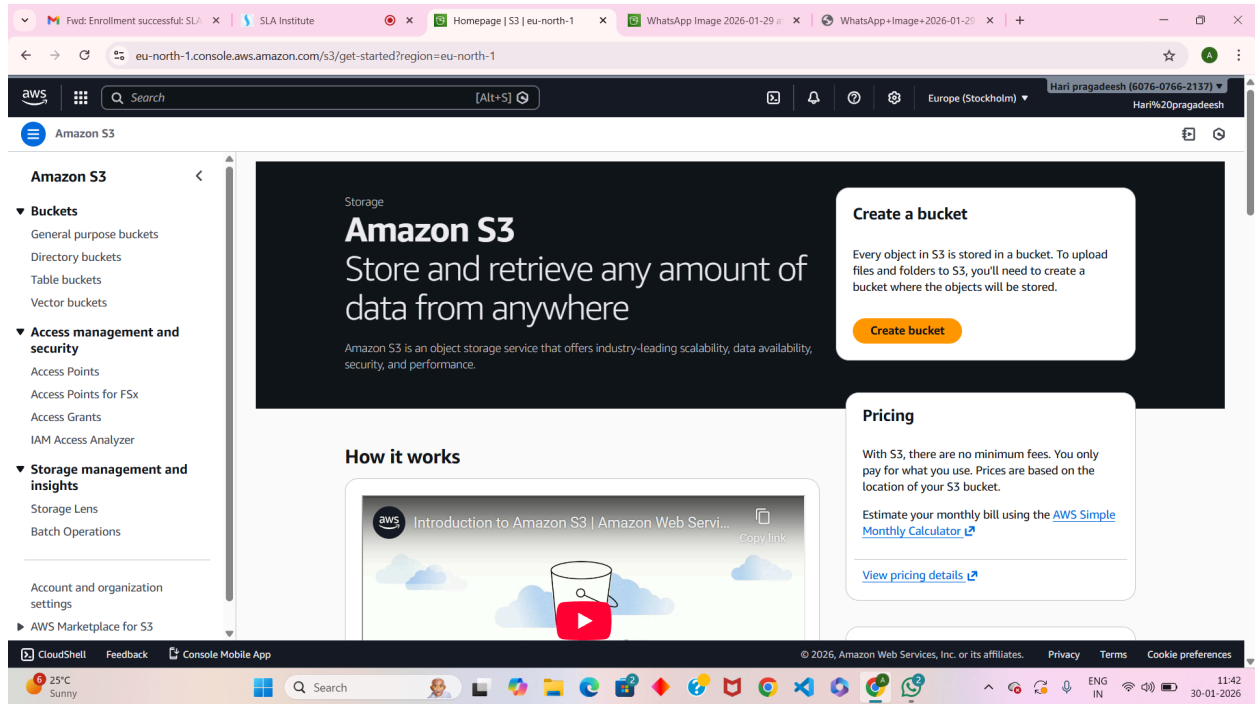 Fwd: Enrollment successful: SLA
SLA Institute
Homepage | S3 | eu-north-1
WhatsApp Image 2026-01-29 a
WhatsApp+Image+2026-01-29
eu-north-1.console.aws.amazon.com/s3/get-started?region=eu-north-1
A
aws
Search
[Alt+S]
Europe (Stockholm)
Hari pragadeesh (6076-0766-2137)
Hari%20pragadeesh
Amazon S3
Amazon S3
Buckets
General purpose buckets
Directory buckets
Table buckets
Vector buckets
Access management and
security
Access Points
Access Points for FSx
Access Grants
IAM Access Analyzer
Storage management and
insights
Storage Lens
Batch Operations
Account and organization
settings
AWS Marketplace for S3
Storage
Amazon S3
Store and retrieve any amount of
data from anywhere
Amazon S3 is an object storage service that offers industry-leading scalability, data availability,
security, and performance.
Create a bucket
Every object in S3 is stored in a bucket. To upload
files and folders to S3, you'll need to create a
bucket where the objects will be stored.
Create bucket
How it works
aws
Introduction to Amazon S3 | Amazon Web Servi...
Copy link
Pricing
With S3, there are no minimum fees. You only
pay for what you use. Prices are based on the
location of your S3 bucket.
Estimate your monthly bill using the AWS Simple
Monthly Calculator
View pricing details
CloudShell
Feedback
Console Mobile App
© 2026, Amazon Web Services, Inc. or its affiliates.
Privacy
Terms
Cookie preferences
6
25°C
Sunny
Search
2
A
2
ENG
IN
11:42
30-01-2026